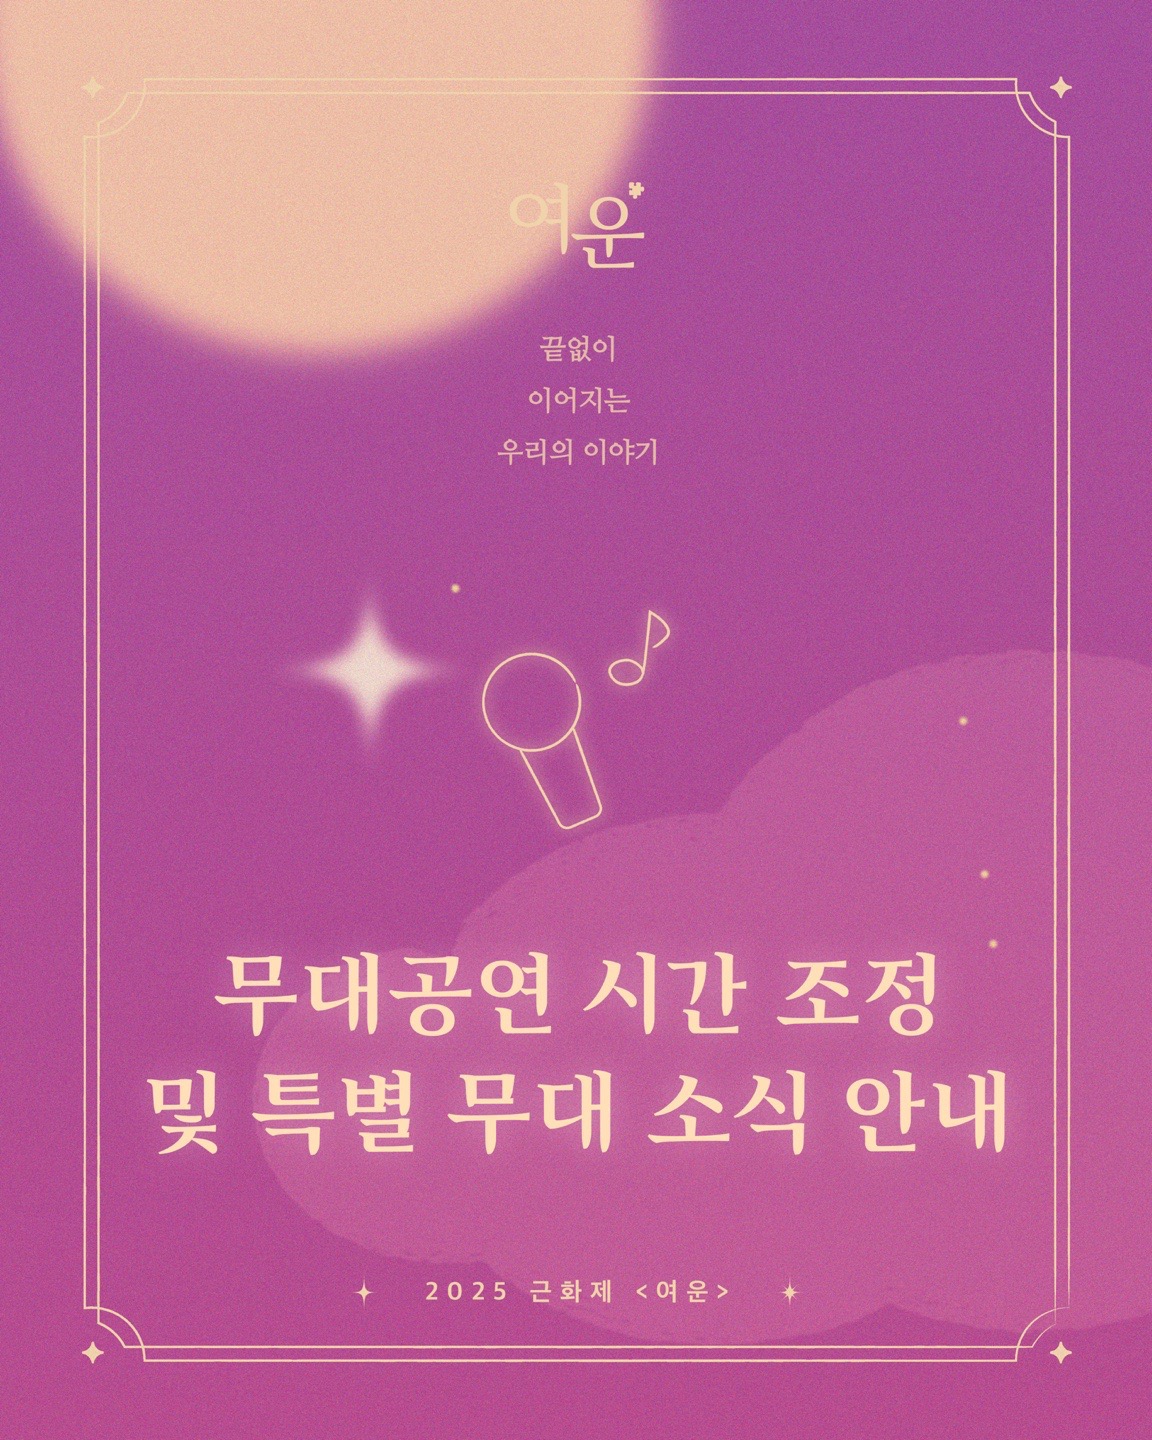 여운
끝없이
이어지는
우리의 이야기
무대공연 시간 조정
및 특별 무대 소식 안내
2025 근화제 <여운>